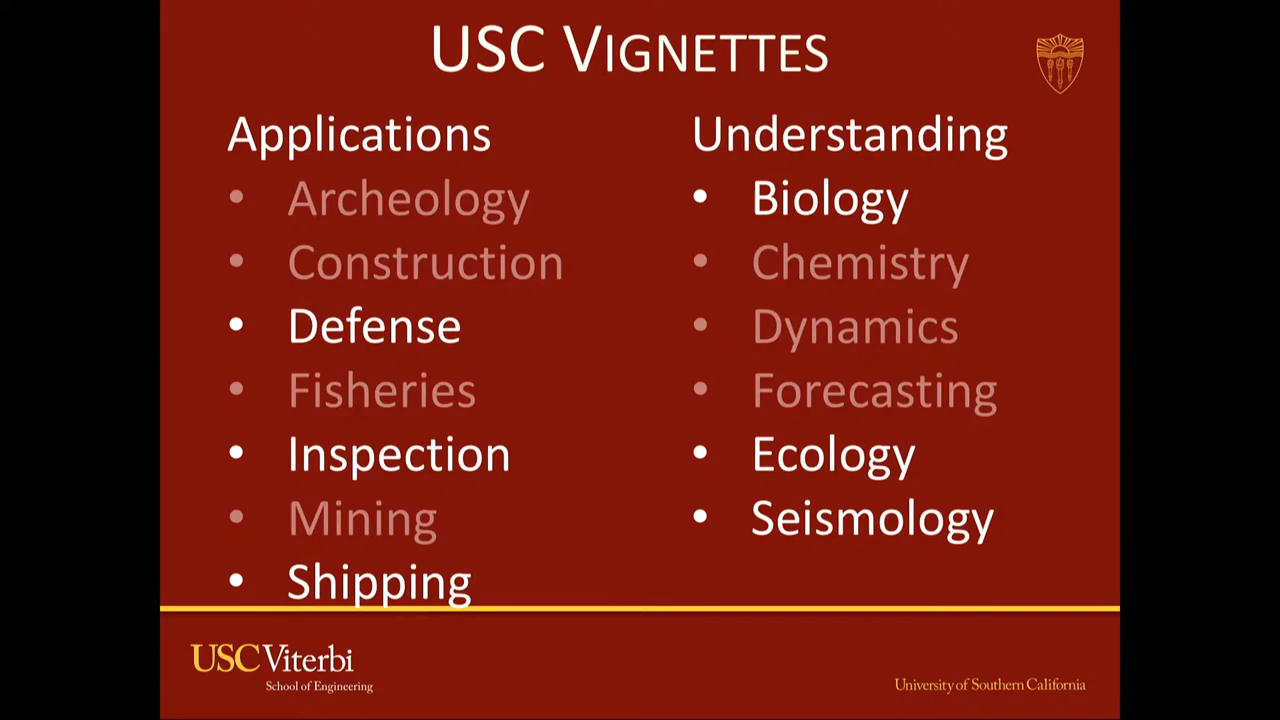 USC VIGNETTES
Applications
• Archeology
• Construction
• Defense
• Fisheries
• Inspection
• Mining
• Shipping
Understanding
• Biology
• Chemistry
• Dynamics
• Forecasting
• Ecology
• Seismology
USC Viterbi
School of Engineering
University of Southern California